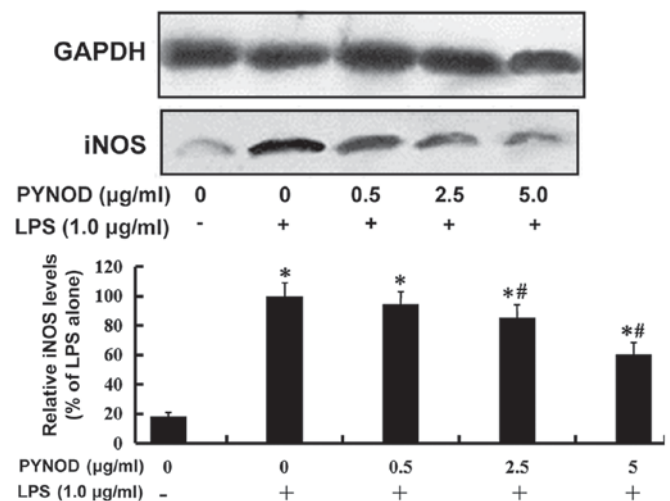 GAPDH
iNOS
PYNOD (μg/ml) 0 0 0.5 2.5 5.0
LPS (1.0 μg/ml) - + + + +
Relative iNOS levels
(% of LPS alone)
120
100
80
60
40
20
0
* * *# *#
PYNOD (μg/ml) 0 0 0.5 2.5 5
LPS (1.0 μg/ml) - + + + +